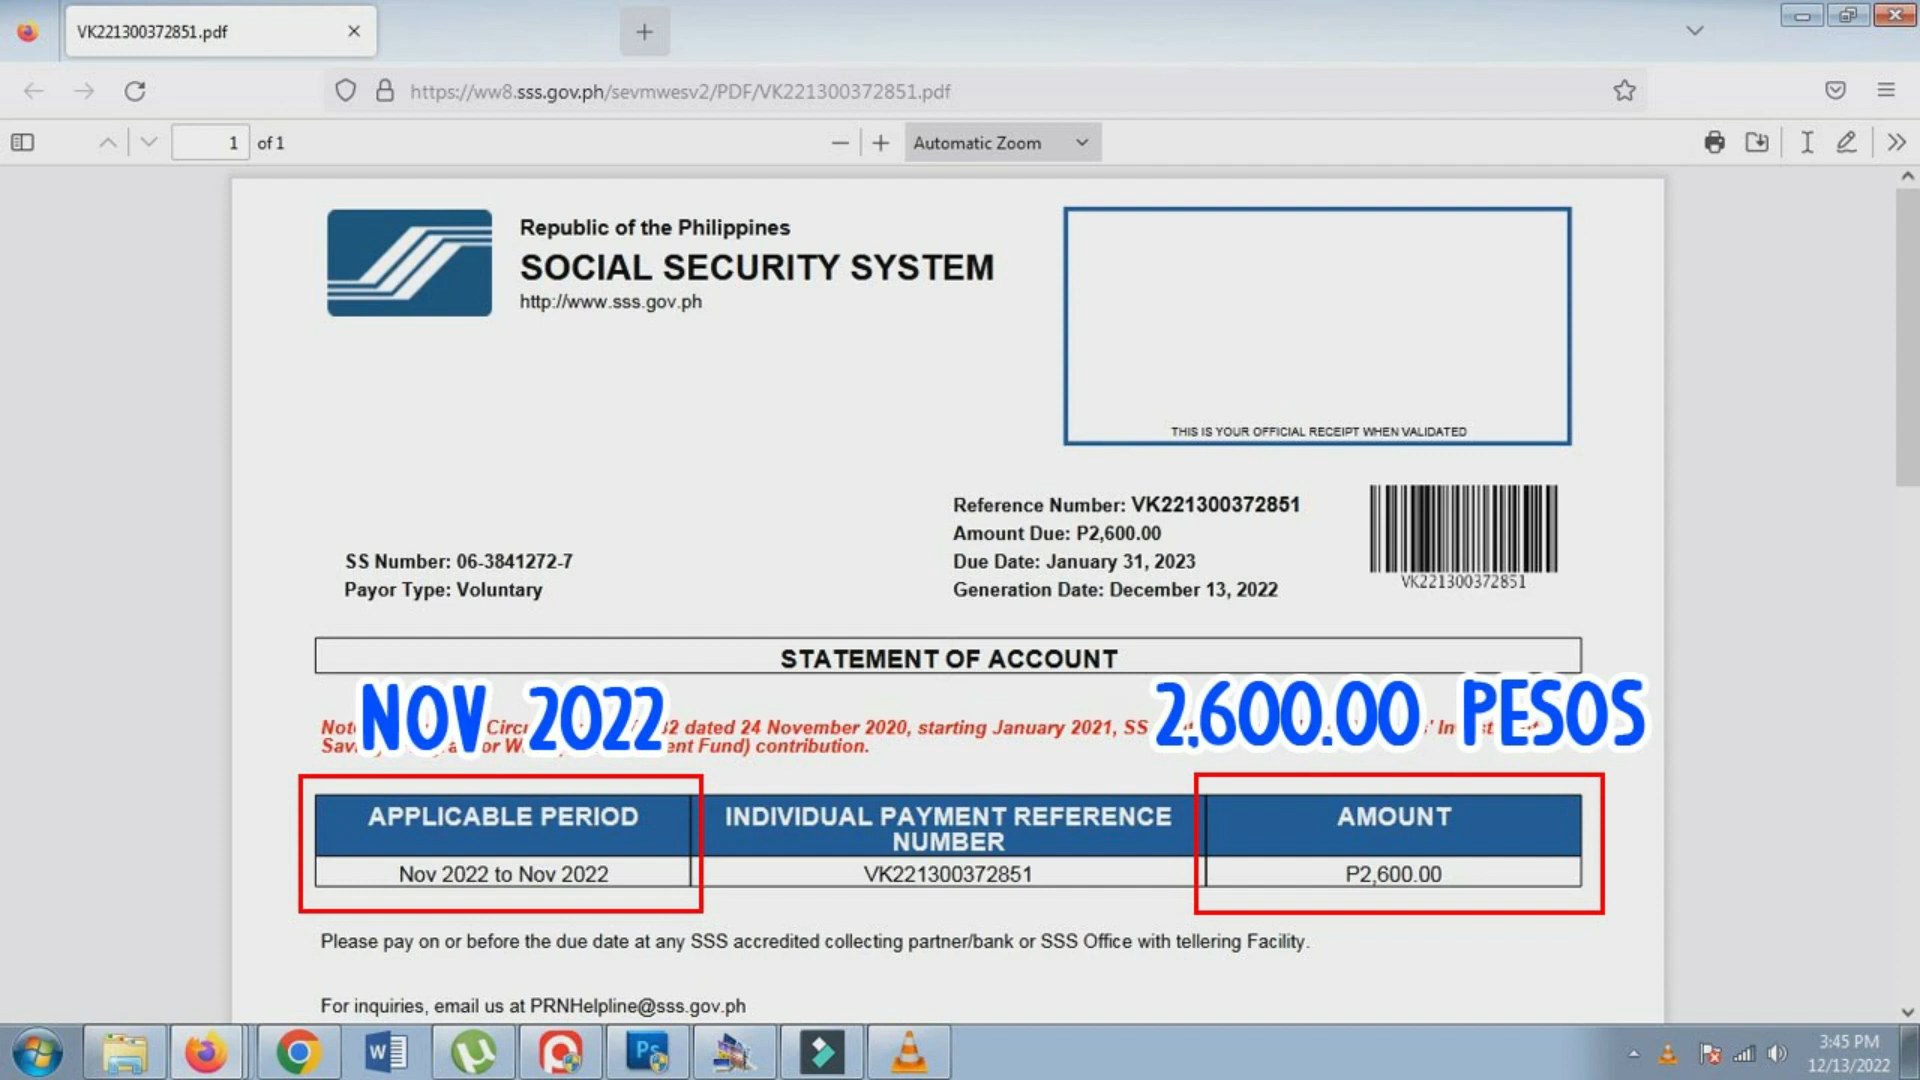 VK221300372851.pdf
https://ww8.sss.gov.ph/sevmwesv2/PDF/VK221300372851.pdf
1 of 1
Automatic Zoom
Republic of the Philippines
SOCIAL SECURITY SYSTEM
http://www.sss.gov.ph
THIS IS YOUR OFFICIAL RECEIPT WHEN VALIDATED
Reference Number: VK221300372851
Amount Due: P2,600.00
SS Number: 06-3841272-7
Due Date: January 31, 2023
Payor Type: Voluntary
Generation Date: December 13, 2022
VK221300372851
STATEMENT OF ACCOUNT
NOV 2022
2,600.00 PESOS
dated 24 November 2020, starting January 2021, SS
Fund) contribution.
APPLICABLE PERIOD
INDIVIDUAL PAYMENT REFERENCE
NUMBER
AMOUNT
Nov 2022 to Nov 2022
VK221300372851
P2,600.00
Please pay on or before the due date at any SSS accredited collecting partner/bank or SSS Office with tellering Facility.
For inquiries, email us at PRNHelpline@sss.gov.ph
W
Ps
3:45 PM
12/13/2022